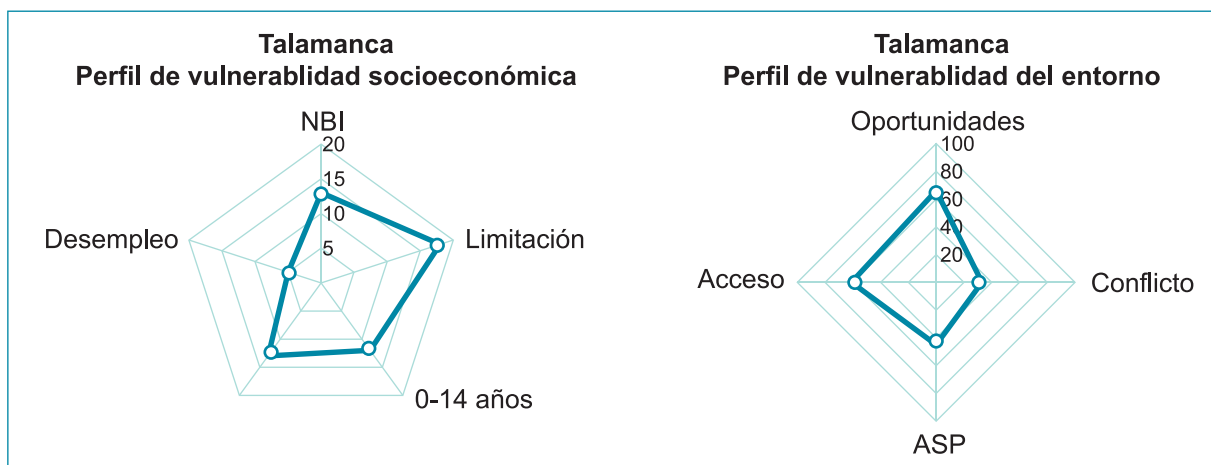 Talamanca
Perfil de vulnerablidad socioeconómica
NBI
20
15
10
5
Desempleo
Limitación
0-14 años
Talamanca
Perfil de vulnerablidad del entorno
Oportunidades
100
80
60
40
20
Acceso
Conflicto
ASP